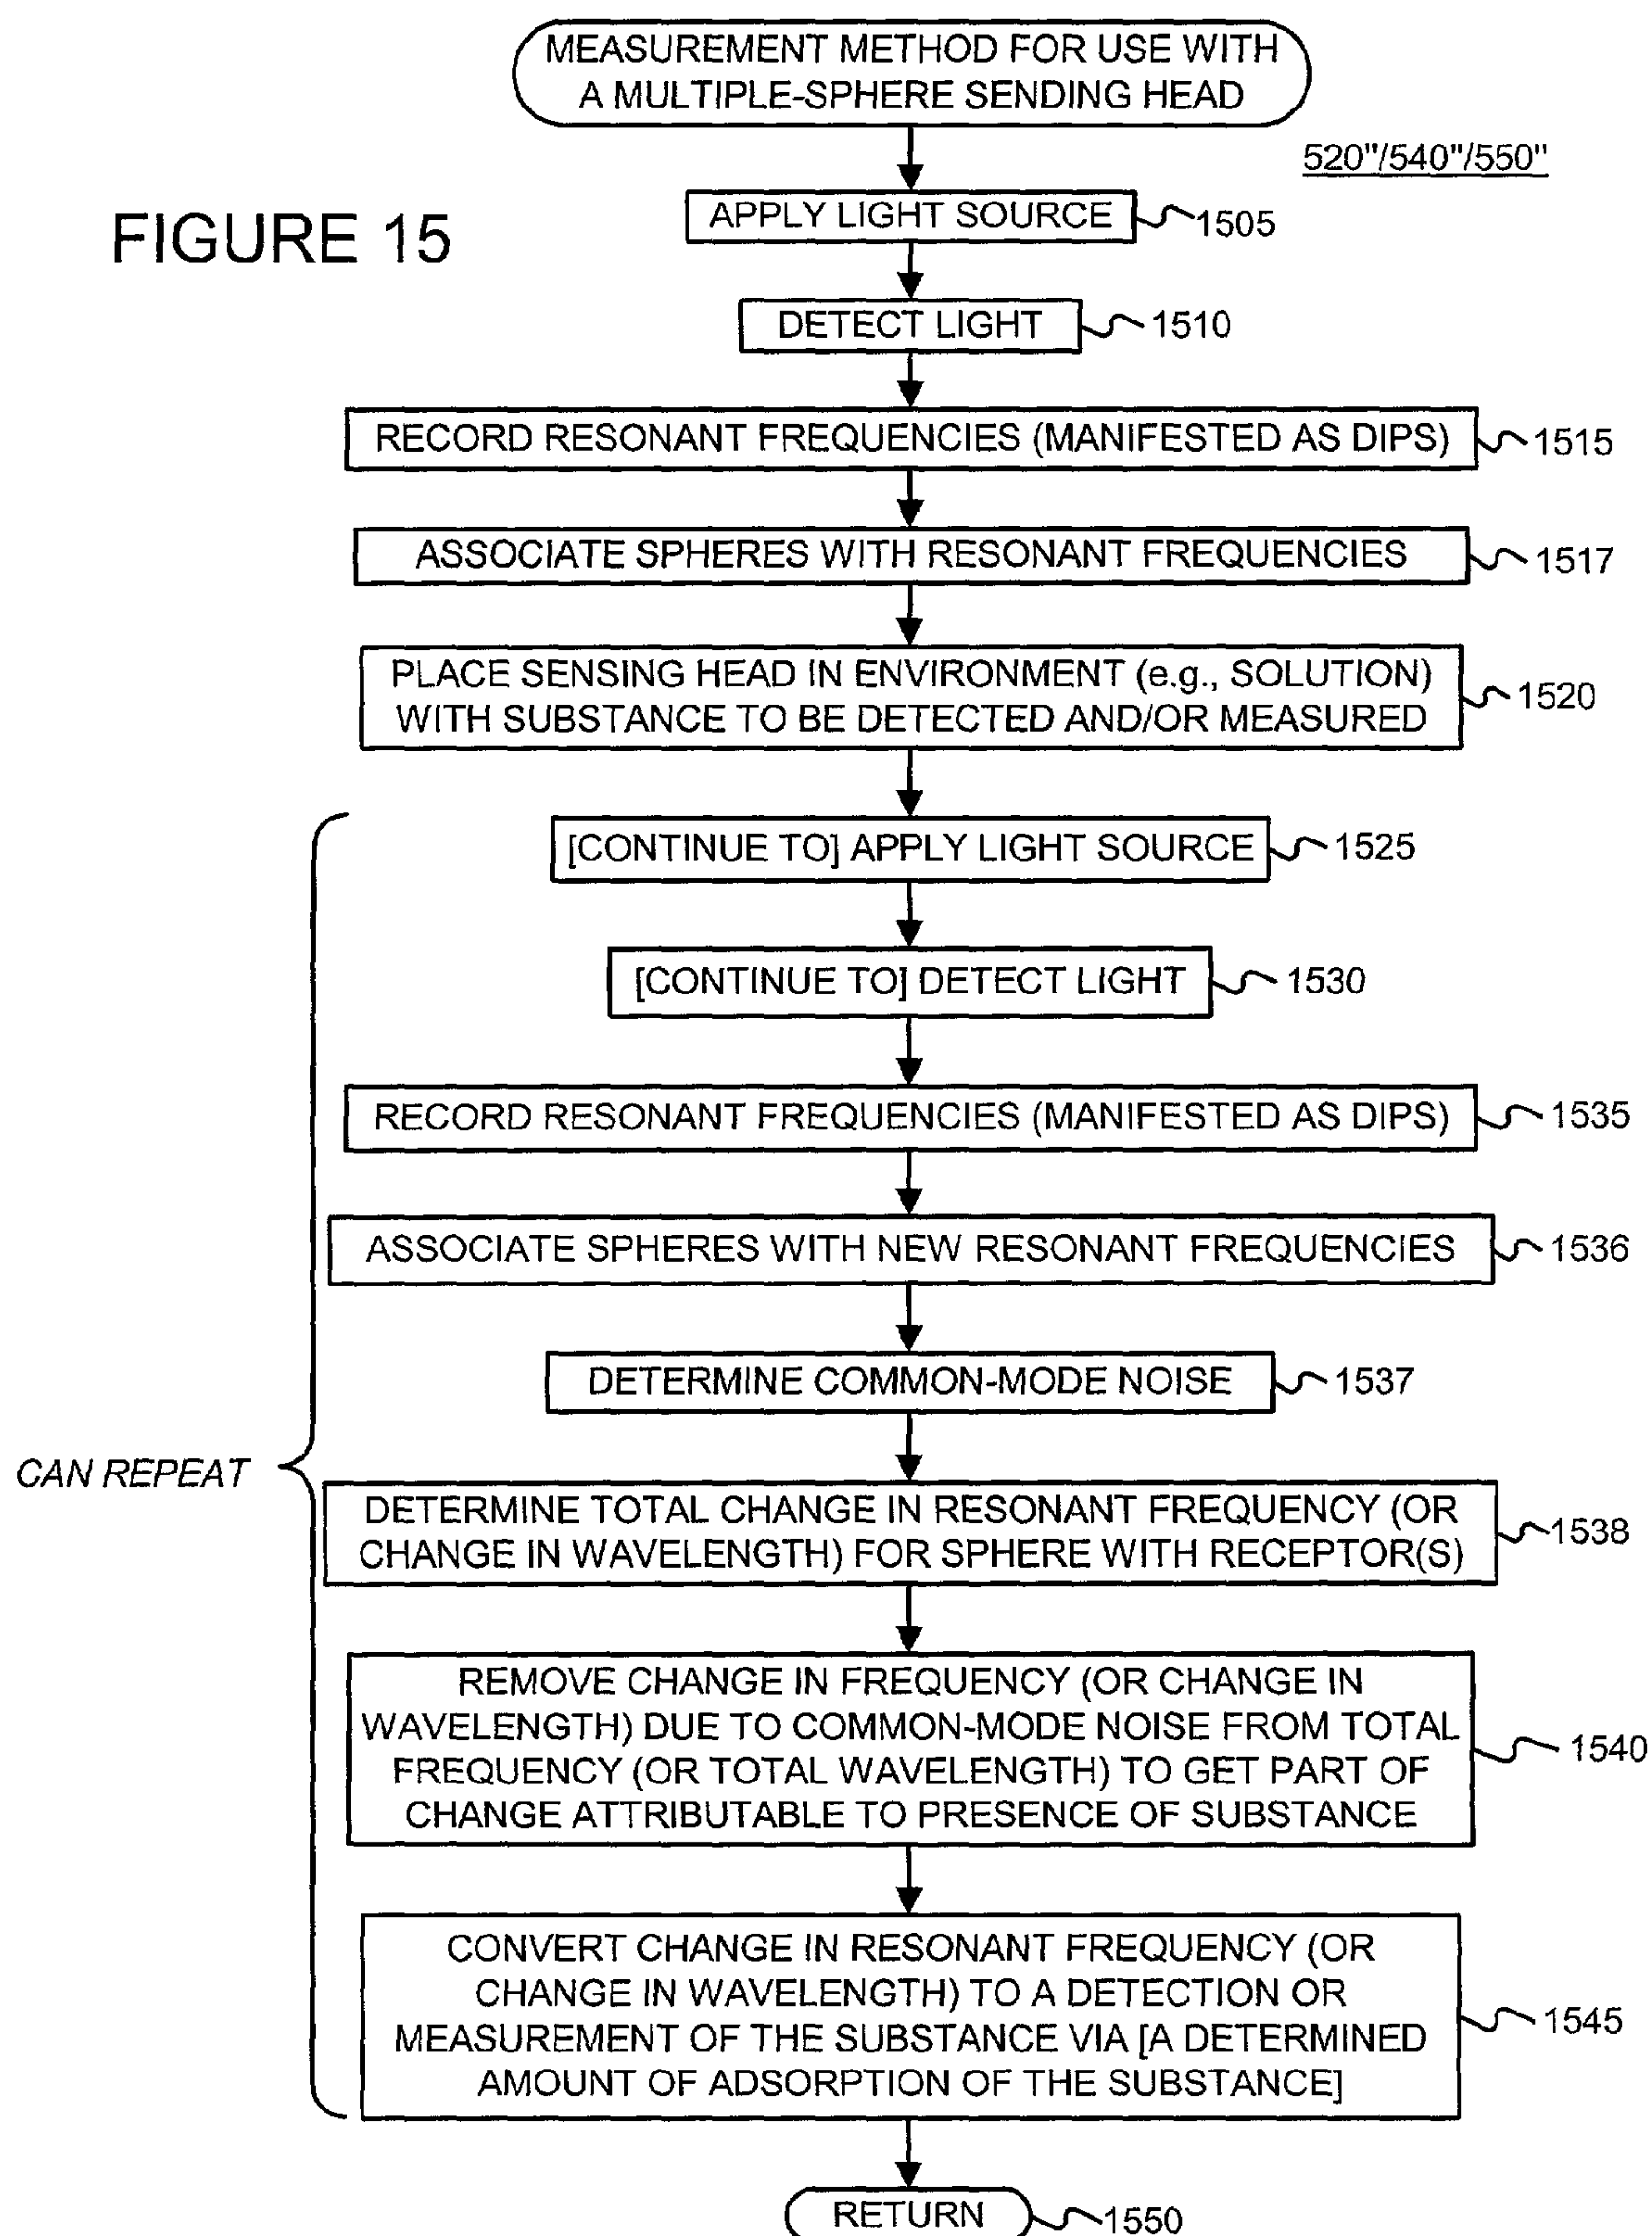 MEASUREMENT METHOD FOR USE WITH
A MULTIPLE-SPHERE SENDING HEAD
520"/540"/550"
FIGURE 15
APPLY LIGHT SOURCE
1505
DETECT LIGHT
1510
RECORD RESONANT FREQUENCIES (MANIFESTED AS DIPS)
1515
ASSOCIATE SPHERES WITH RESONANT FREQUENCIES
1517
PLACE SENSING HEAD IN ENVIRONMENT (e.g., SOLUTION)
WITH SUBSTANCE TO BE DETECTED AND/OR MEASURED
1520
[CONTINUE TO] APPLY LIGHT SOURCE
1525
[CONTINUE TO] DETECT LIGHT
1530
RECORD RESONANT FREQUENCIES (MANIFESTED AS DIPS)
1535
ASSOCIATE SPHERES WITH NEW RESONANT FREQUENCIES
1536
DETERMINE COMMON-MODE NOISE
1537
CAN REPEAT
DETERMINE TOTAL CHANGE IN RESONANT FREQUENCY (OR
CHANGE IN WAVELENGTH) FOR SPHERE WITH RECEPTOR(S)
1538
REMOVE CHANGE IN FREQUENCY (OR CHANGE IN
WAVELENGTH) DUE TO COMMON-MODE NOISE FROM TOTAL
FREQUENCY (OR TOTAL WAVELENGTH) TO GET PART OF
CHANGE ATTRIBUTABLE TO PRESENCE OF SUBSTANCE
1540
CONVERT CHANGE IN RESONANT FREQUENCY (OR
CHANGE IN WAVELENGTH) TO A DETECTION OR
MEASUREMENT OF THE SUBSTANCE VIA [A DETERMINED
AMOUNT OF ADSORPTION OF THE SUBSTANCE]
1545
RETURN
1550